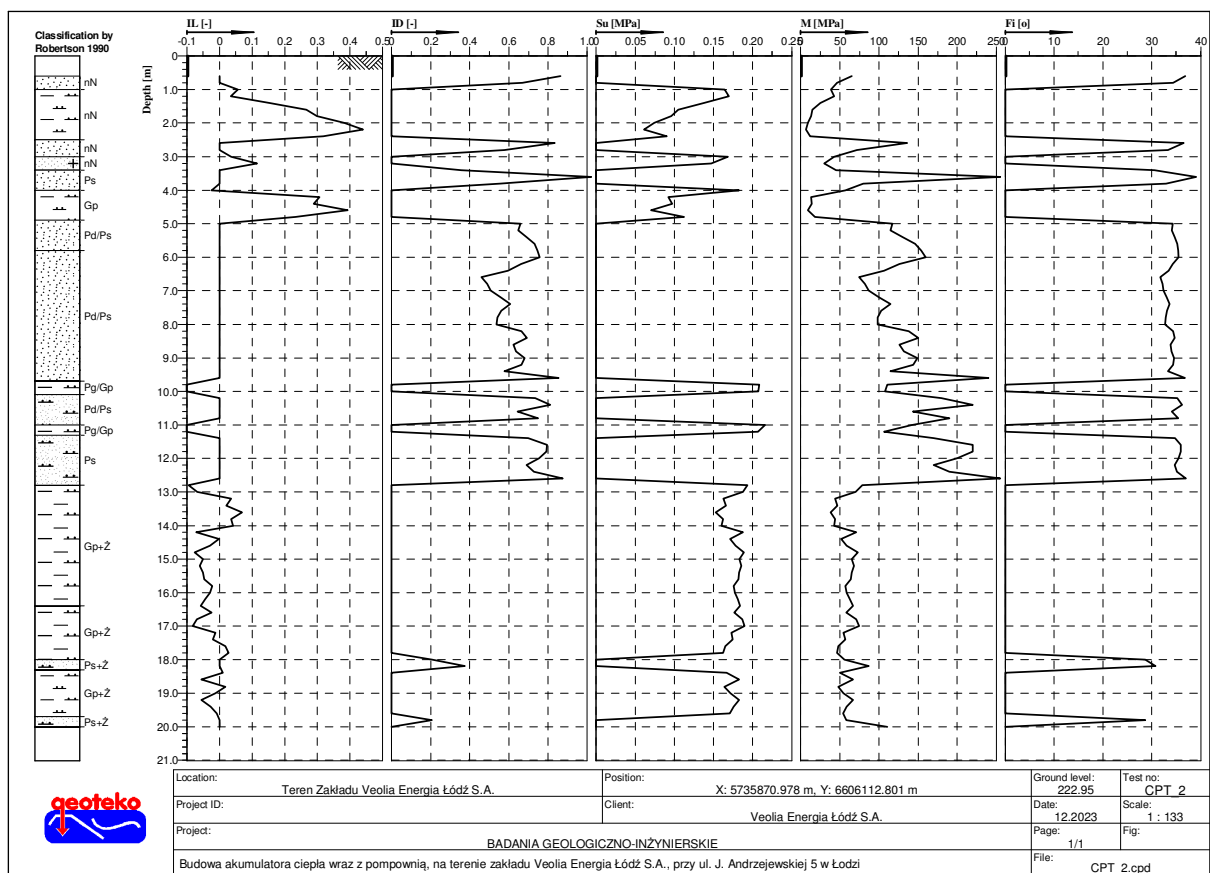 Classification by
Robertson 1990
IL [-]
ID [-]
Su [MPa]
M [MPa]
Fi [o]
-0.1 0 0.1 0.2 0.3 0.4 0.5
0 0.2 0.4 0.6 0.8 1.0
0 0.05 0.10 0.15 0.20 0.25
0 50 100 150 200 250
0 10 20 30 40
Depth [m]
0
1.0
2.0
3.0
4.0
5.0
6.0
7.0
8.0
9.0
10.0
11.0
12.0
13.0
14.0
15.0
16.0
17.0
18.0
19.0
20.0
21.0
nN
nN
nN
nN
Ps
Gp
Pd/Ps
Pd/Ps
Pg/Gp
Pd/Ps
Pg/Gp
Ps
Gp+Ż
Gp+Ż
Ps+Ż
Gp+Ż
Ps+Ż
geoteko
Location:
Teren Zakładu Veolia Energia Łódź S.A.
Position:
X: 5735870.978 m, Y: 6606112.801 m
Ground level:
222.95
Test no:
CPT_2
Project ID:
Client:
Veolia Energia Łódź S.A.
Date:
12.2023
Scale:
1 : 133
Project:
BADANIA GEOLOGICZNO-INŻYNIERSKIE
Page:
1/1
Fig:
Budowa akumulatora ciepła wraz z pompownią, na terenie zakładu Veolia Energia Łódź S.A., przy ul. J. Andrzejewskiej 5 w Łodzi
File:
CPT_2.cpd